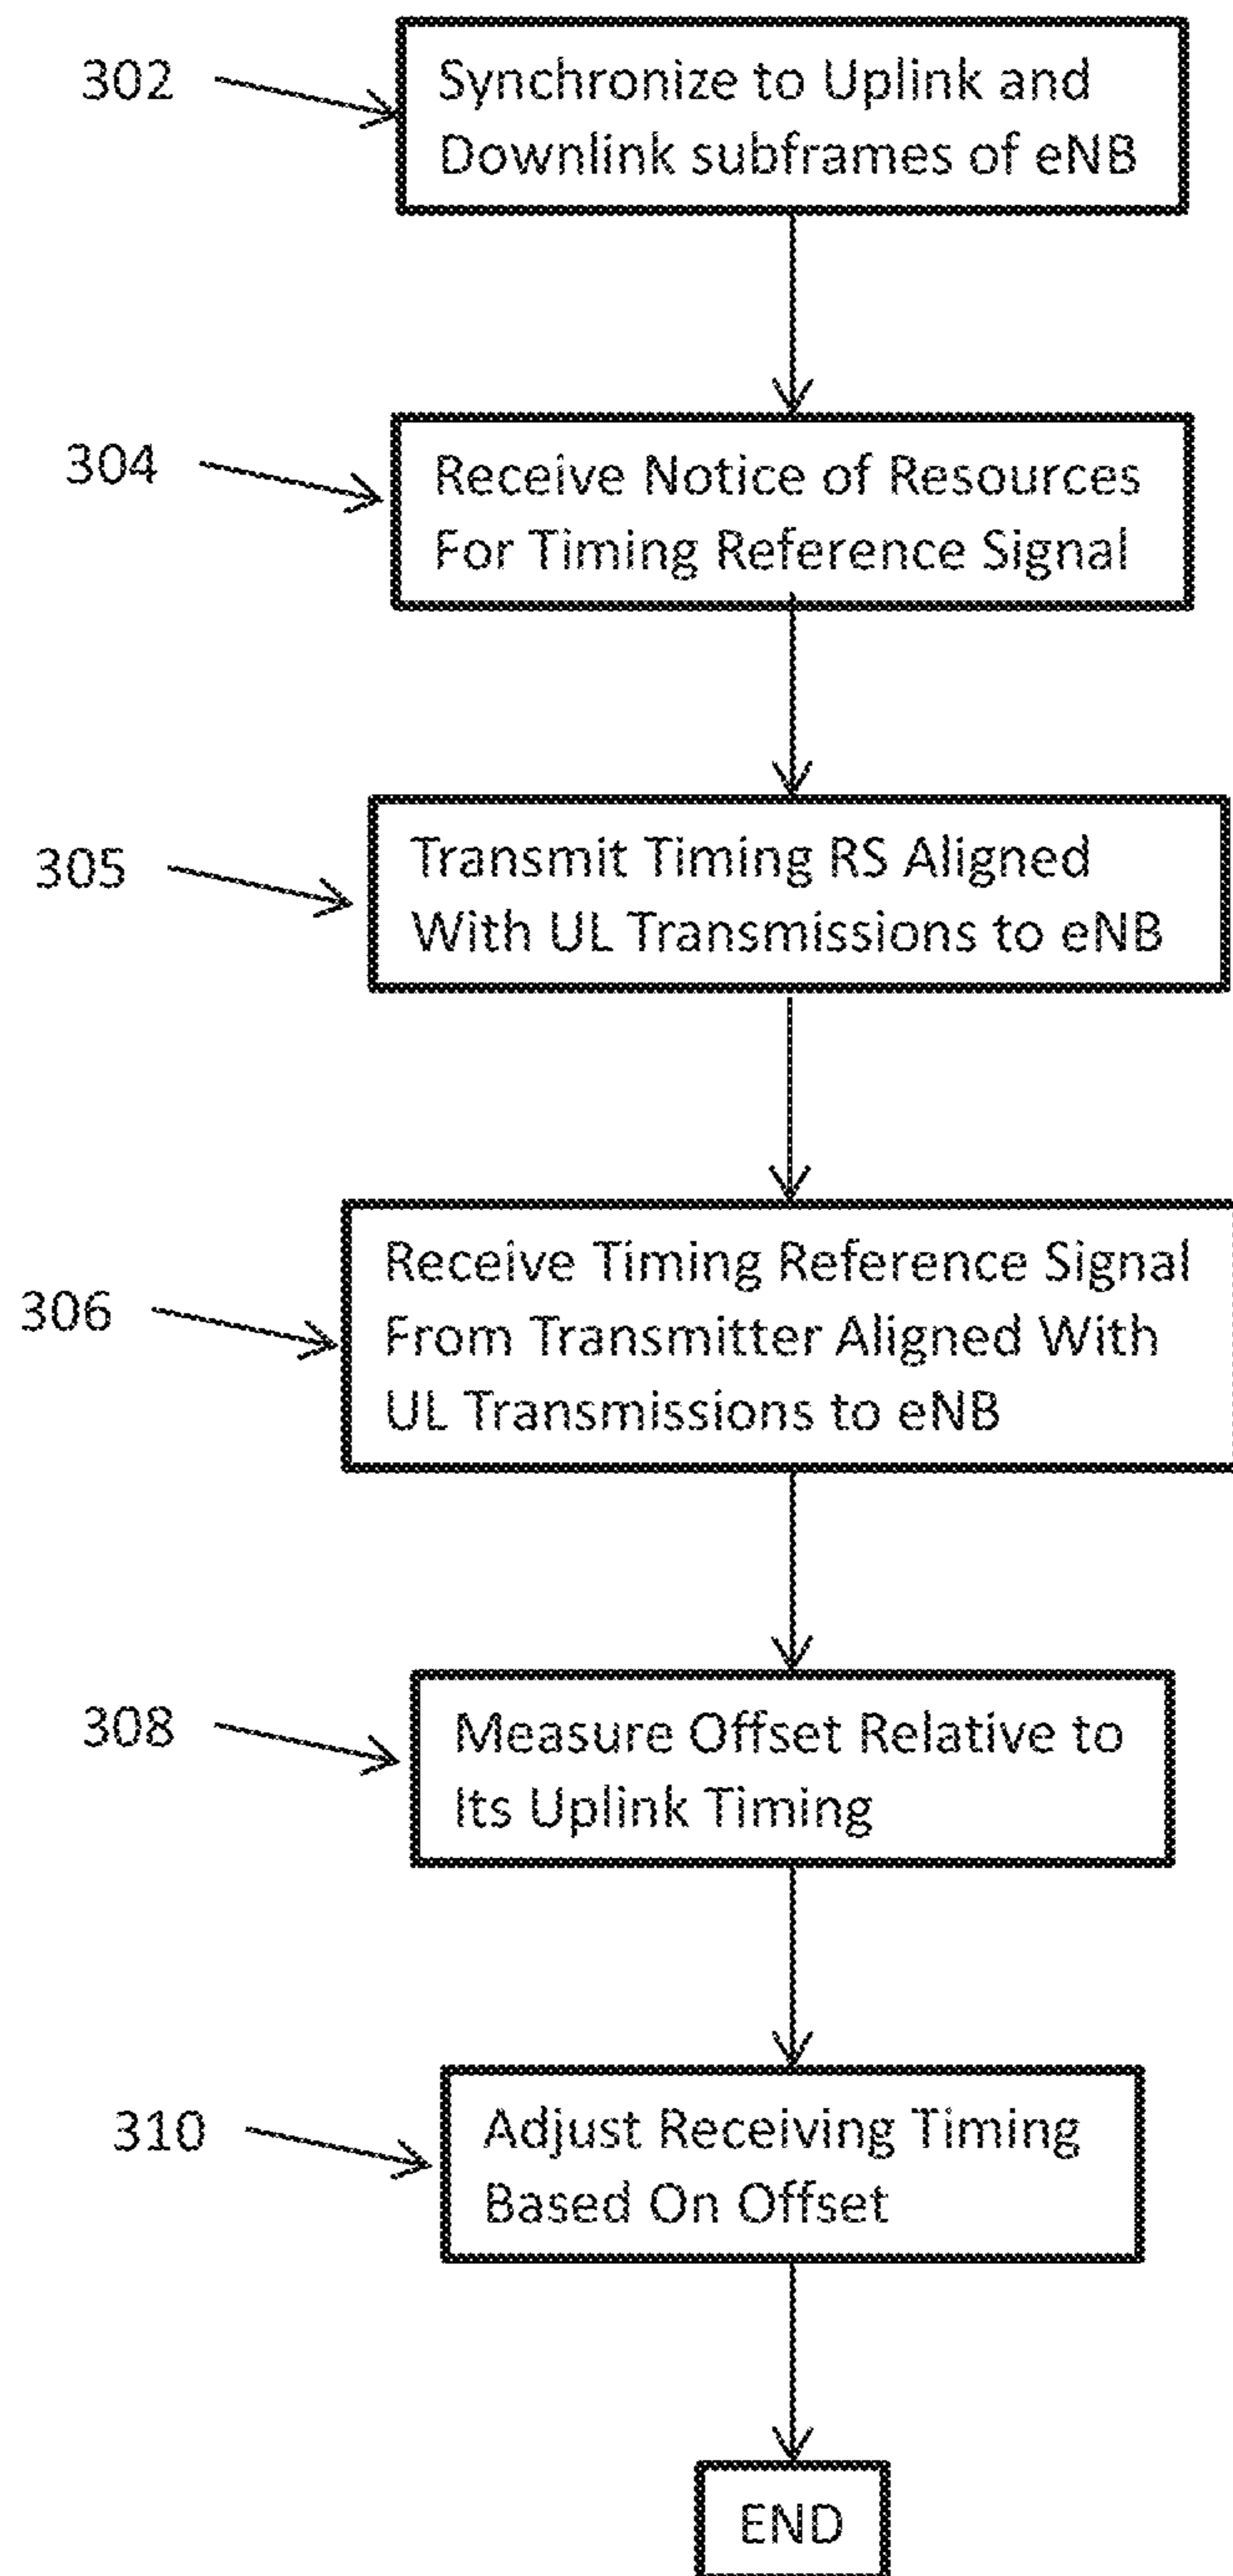 302
Synchronize to Uplink and
Downlink subframes of eNB
304
Receive Notice of Resources
For Timing Reference Signal
305
Transmit Timing RS Aligned
With UL Transmissions to eNB
306
Receive Timing Reference Signal
From Transmitter Aligned With
UL Transmissions to eNB
308
Measure Offset Relative to
Its Uplink Timing
310
Adjust Receiving Timing
Based On Offset
END